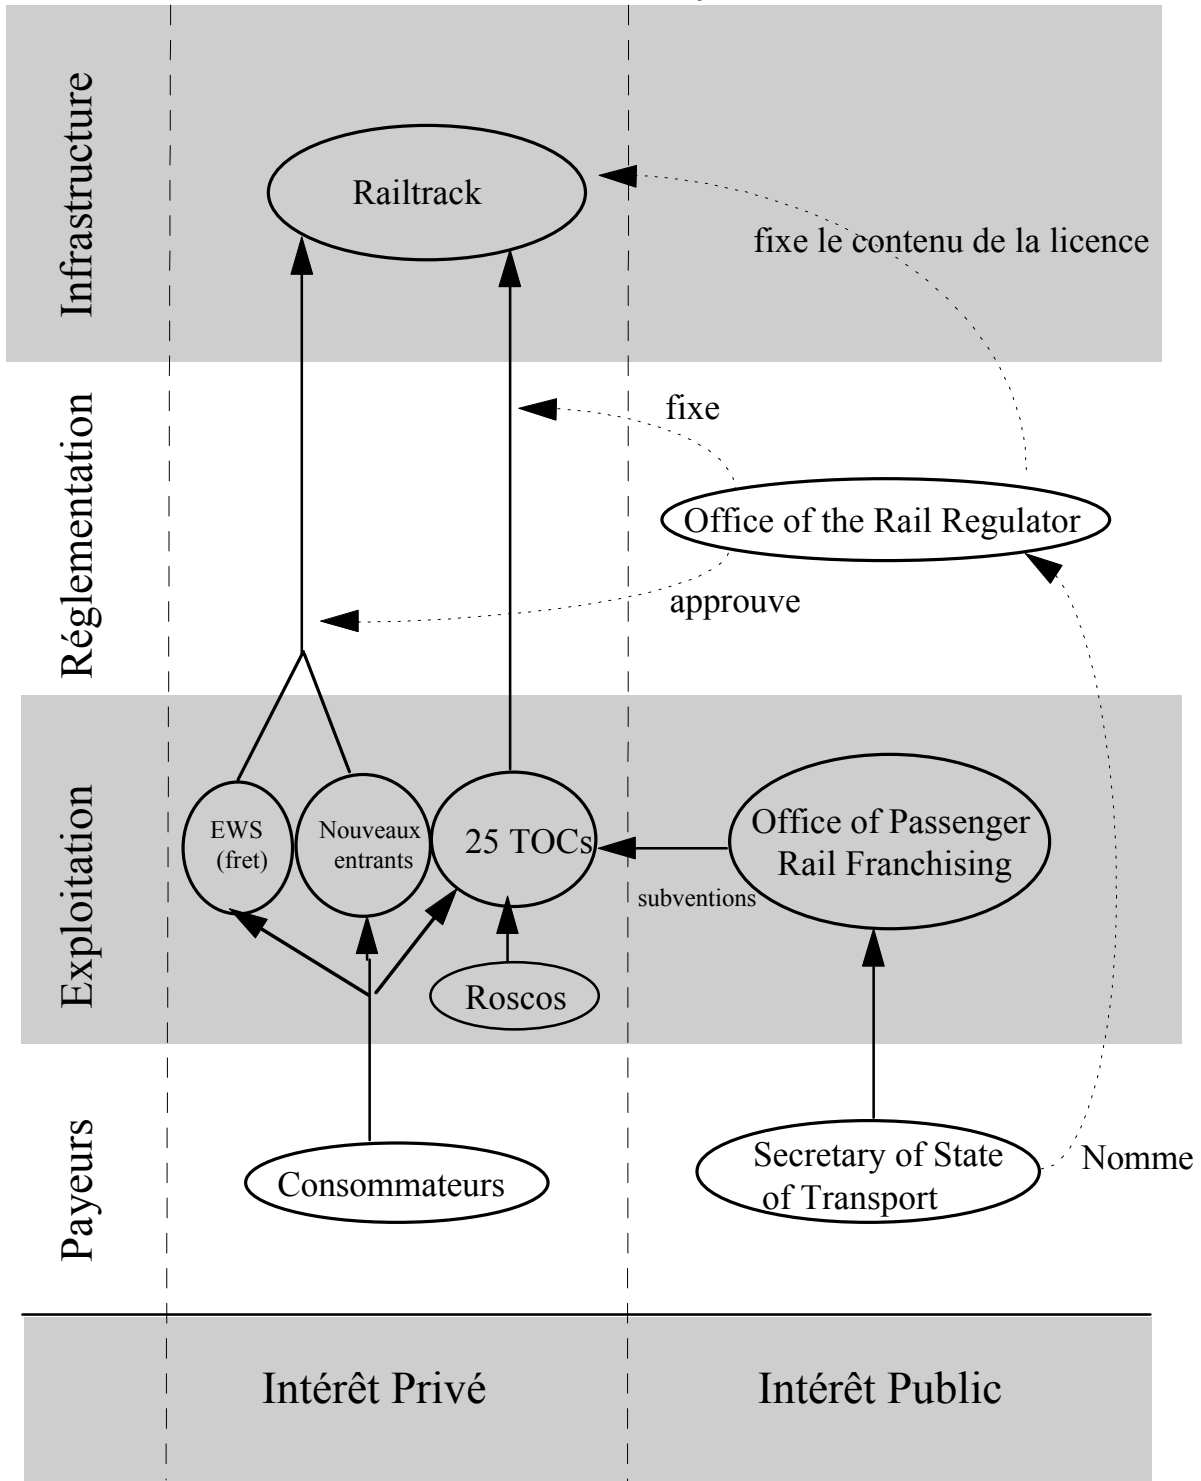 Infrastructure
Railtrack
fixe le contenu de la licence
Réglementation
fixe
Office of the Rail Regulator
approuve
Exploitation
EWS
(fret)
Nouveaux
entrants
25 TOCs
Office of Passenger
Rail Franchising
subventions
Roscos
Payeurs
Consommateurs
Secretary of State
of Transport
Nomme
Intérêt Privé
Intérêt Public